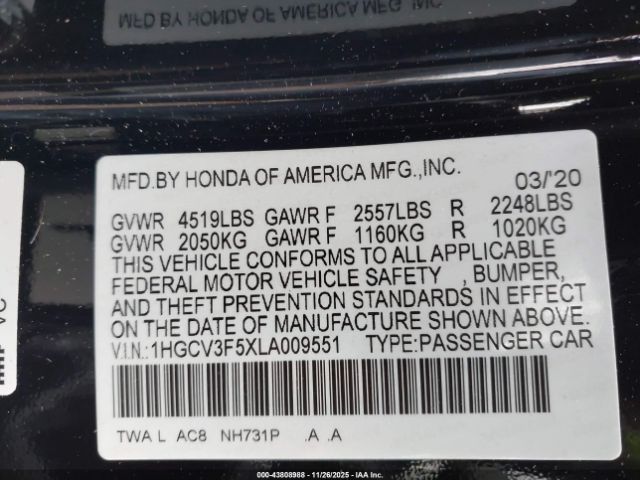 MFD.BY HONDA OF AMERICA MFG.,INC.
MFD.BY HONDA OF AMERICA MFG.,INC. 03/'20
GVWR 4519LBS GAWR F 2557LBS R 2248LBS
GVWR 2050KG GAWR F 1160KG R 1020KG
THIS VEHICLE CONFORMS TO ALL APPLICABLE
FEDERAL MOTOR VEHICLE SAFETY , BUMPER,
AND THEFT PREVENTION STANDARDS IN EFFECT
ON THE DATE OF MANUFACTURE SHOWN ABOVE.
V.I.N.:1HGCV3F5XLA009551 TYPE:PASSENGER CAR
TWA L AC8 NH731P .A .A
VC
000-43808988 — 11/26/2025 — IAA Inc.